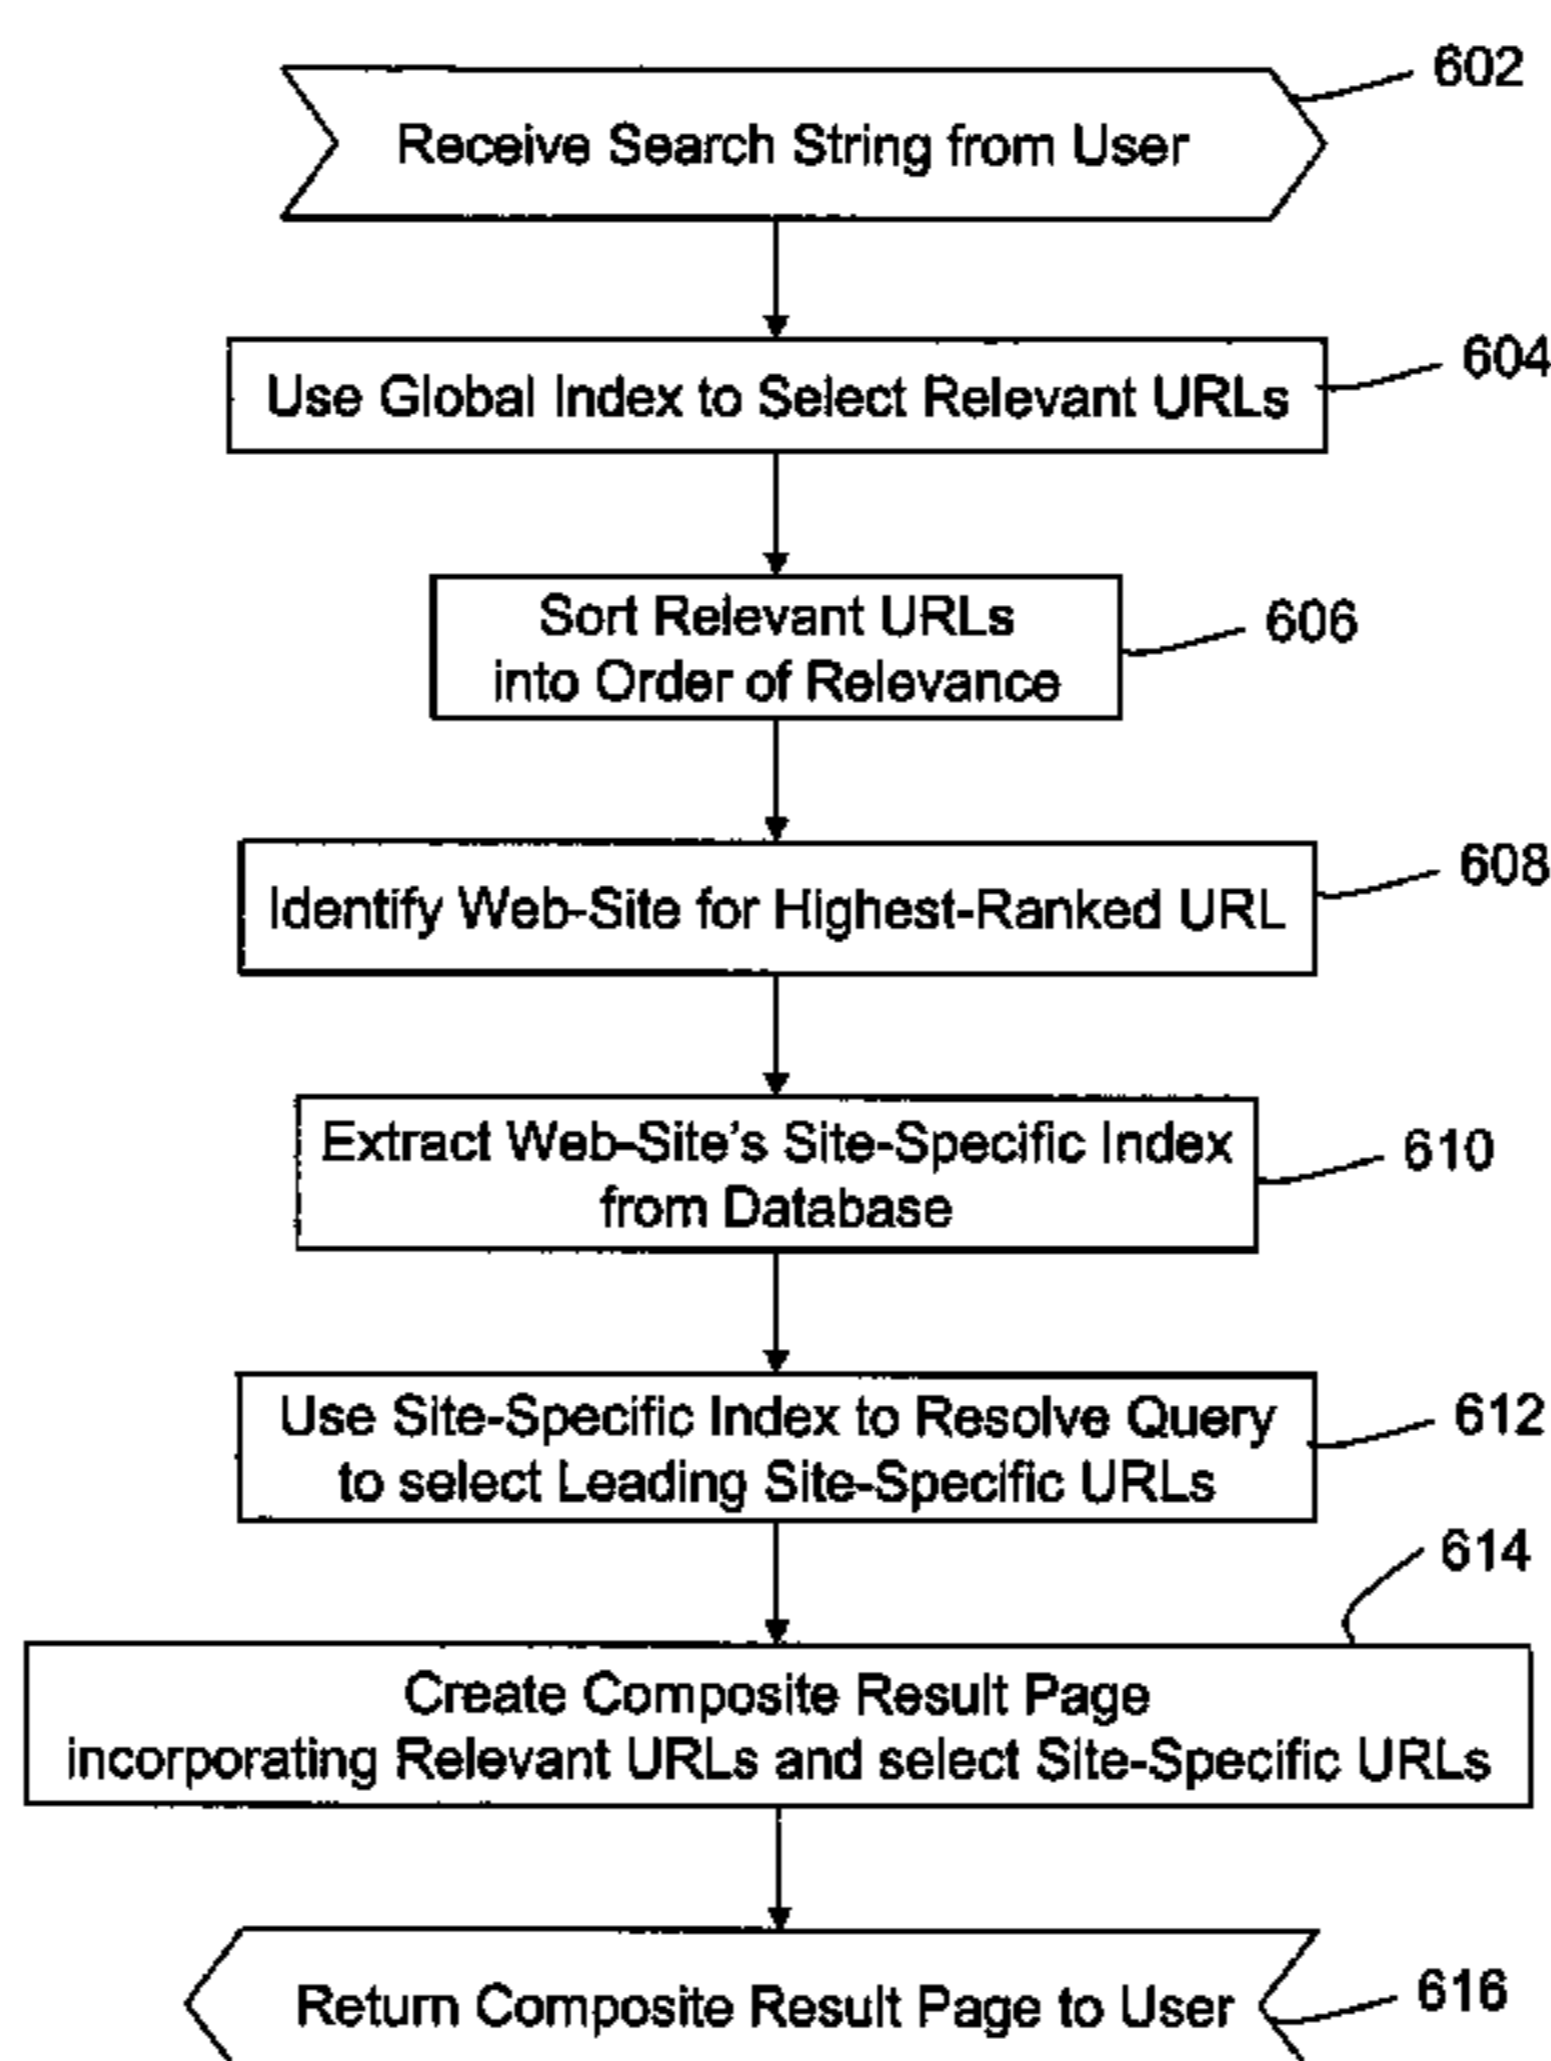 602
Receive Search String from User
604
Use Global Index to Select Relevant URLs
606
Sort Relevant URLs
into Order of Relevance
608
Identify Web-Site for Highest-Ranked URL
610
Extract Web-Site's Site-Specific Index
from Database
612
Use Site-Specific Index to Resolve Query
to select Leading Site-Specific URLs
614
Create Composite Result Page
incorporating Relevant URLs and select Site-Specific URLs
616
Return Composite Result Page to User